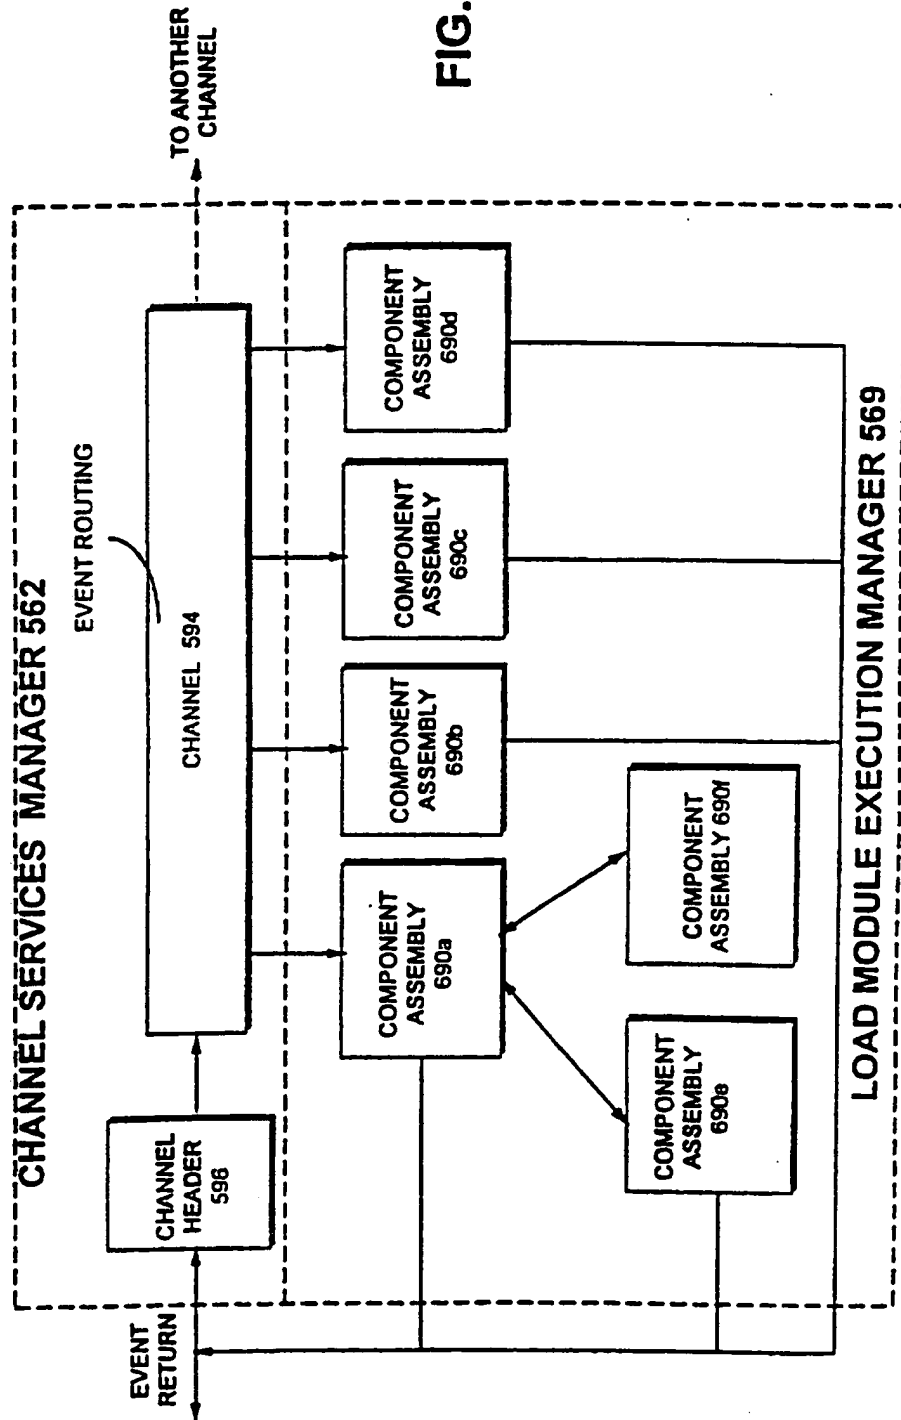 CHANNEL SERVICES MANAGER 562
EVENT ROUTING
TO ANOTHER
CHANNEL
CHANNEL 594
CHANNEL
HEADER
596
EVENT
RETURN
COMPONENT
ASSEMBLY
690a
COMPONENT
ASSEMBLY
690b
COMPONENT
ASSEMBLY
690c
COMPONENT
ASSEMBLY
690d
COMPONENT
ASSEMBLY
690e
COMPONENT
ASSEMBLY 690f
LOAD MODULE EXECUTION MANAGER 569
FIG.